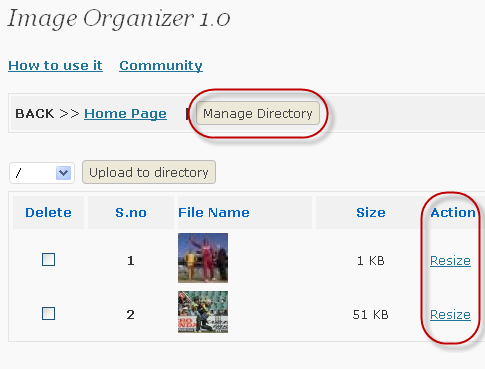 Image Organizer 1.0
How to use it Community
BACK >> Home Page | Manage Directory
/ Upload to directory
Delete S.no File Name Size Action
1 1 KB Resize
2 51 KB Resize